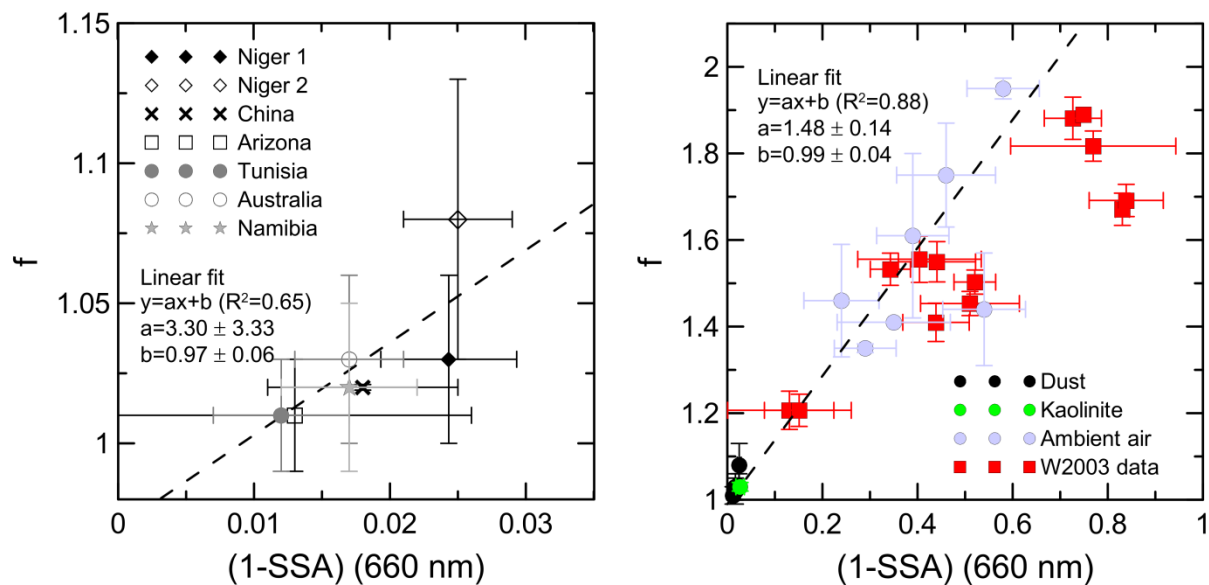 1.15
1.1
1.05
1
f
Niger 1
Niger 2
China
Arizona
Tunisia
Australia
Namibia
Linear fit
y=ax+b (R²=0.65)
a=3.30 ± 3.33
b=0.97 ± 0.06
0 0.01 0.02 0.03
(1-SSA) (660 nm)
2
1.8
1.6
1.4
1.2
1
f
Linear fit
y=ax+b (R²=0.88)
a=1.48 ± 0.14
b=0.99 ± 0.04
Dust
Kaolinite
Ambient air
W2003 data
0 0.2 0.4 0.6 0.8 1
(1-SSA) (660 nm)